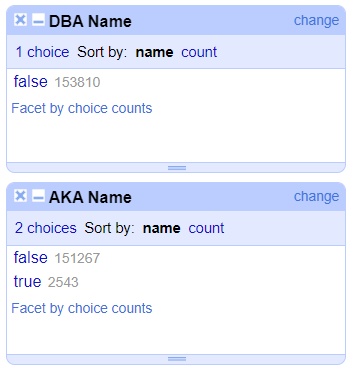 DBA Name change
1 choice Sort by: name count
false 153810
Facet by choice counts
AKA Name change
2 choices Sort by: name count
false 151267
true 2543
Facet by choice counts